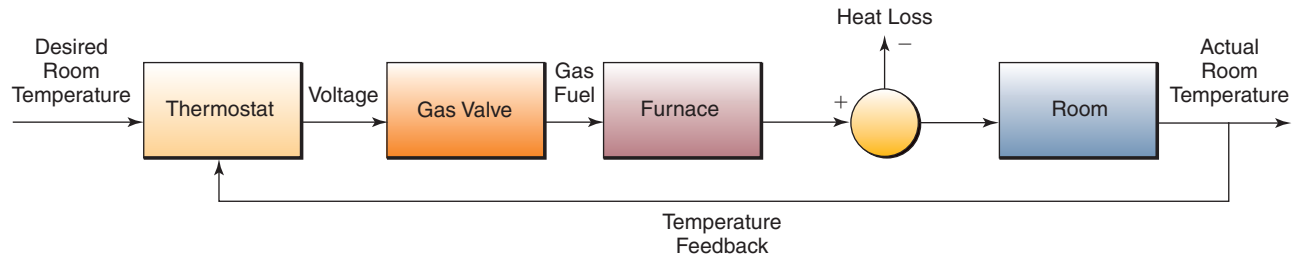 Heat Loss
−
Desired
Room
Temperature
Thermostat
Voltage
Gas Valve
Gas
Fuel
Furnace
+
Room
Actual
Room
Temperature
Temperature
Feedback